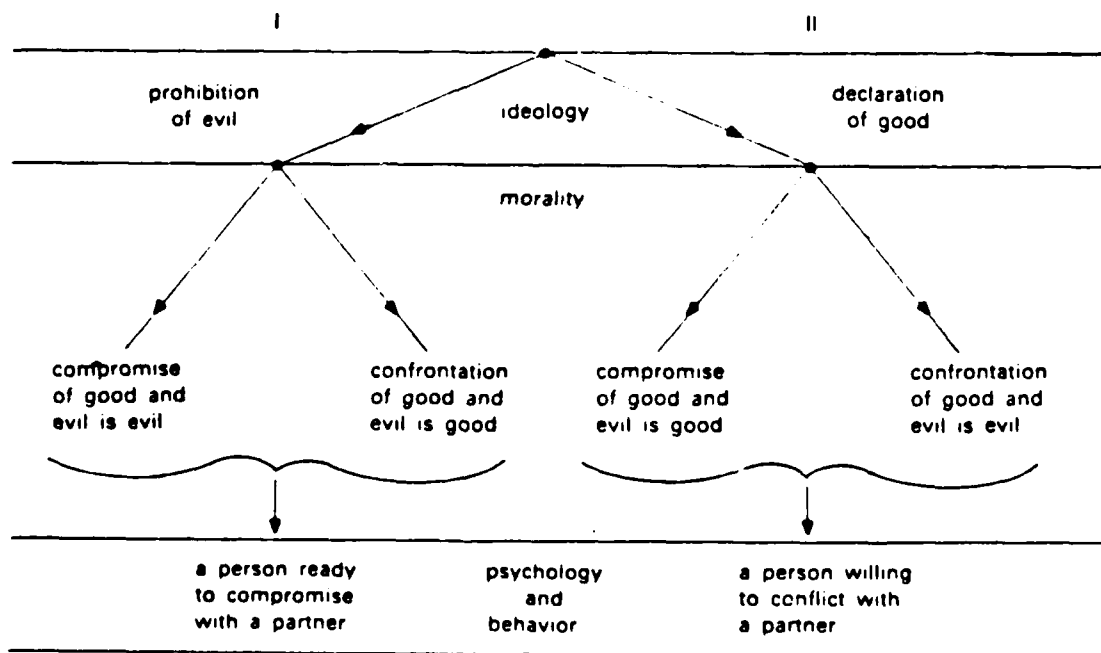 I
II
prohibition
of evil
ideology
declaration
of good
morality
compromise
of good and
evil is evil
confrontation
of good and
evil is good
compromise
of good and
evil is good
confrontation
of good and
evil is evil
a person ready
to compromise
with a partner
psychology
and
behavior
a person willing
to conflict with
a partner